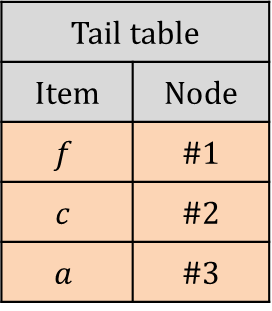 Tail table
Item Node
f #1
c #2
a #3